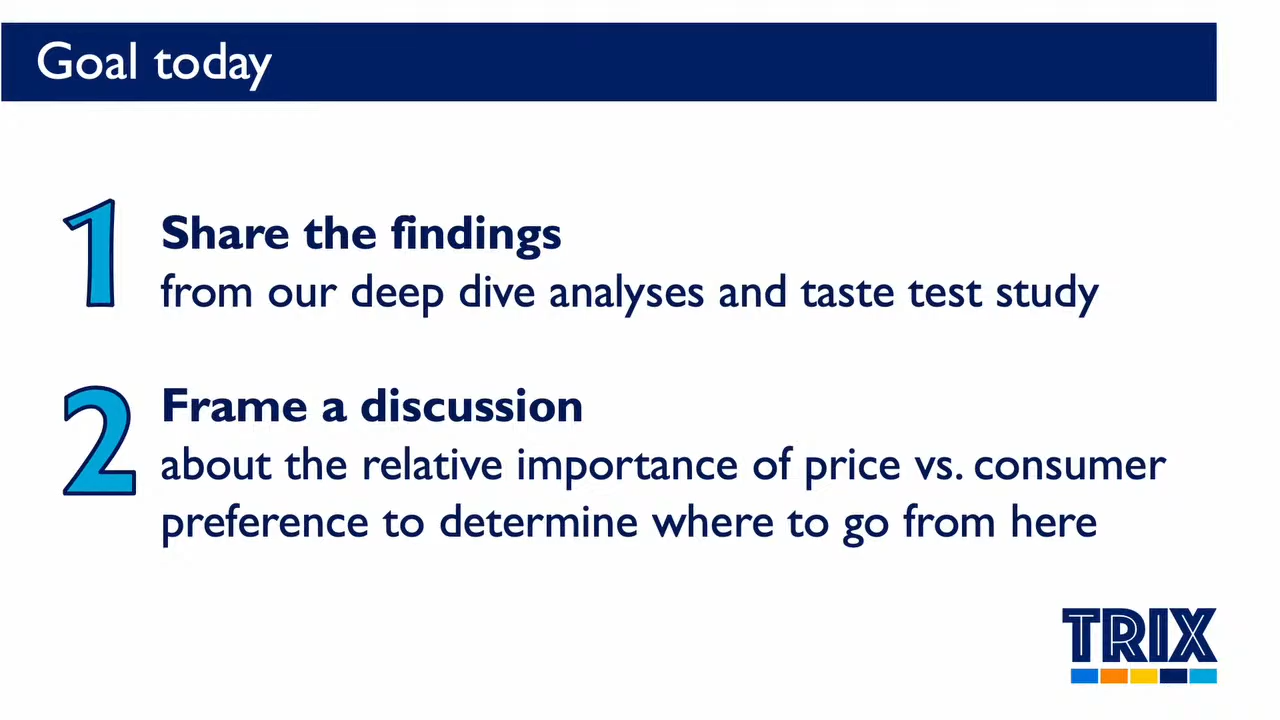 Goal today
1
Share the findings
from our deep dive analyses and taste test study
2
Frame a discussion
about the relative importance of price vs. consumer
preference to determine where to go from here
TRIX